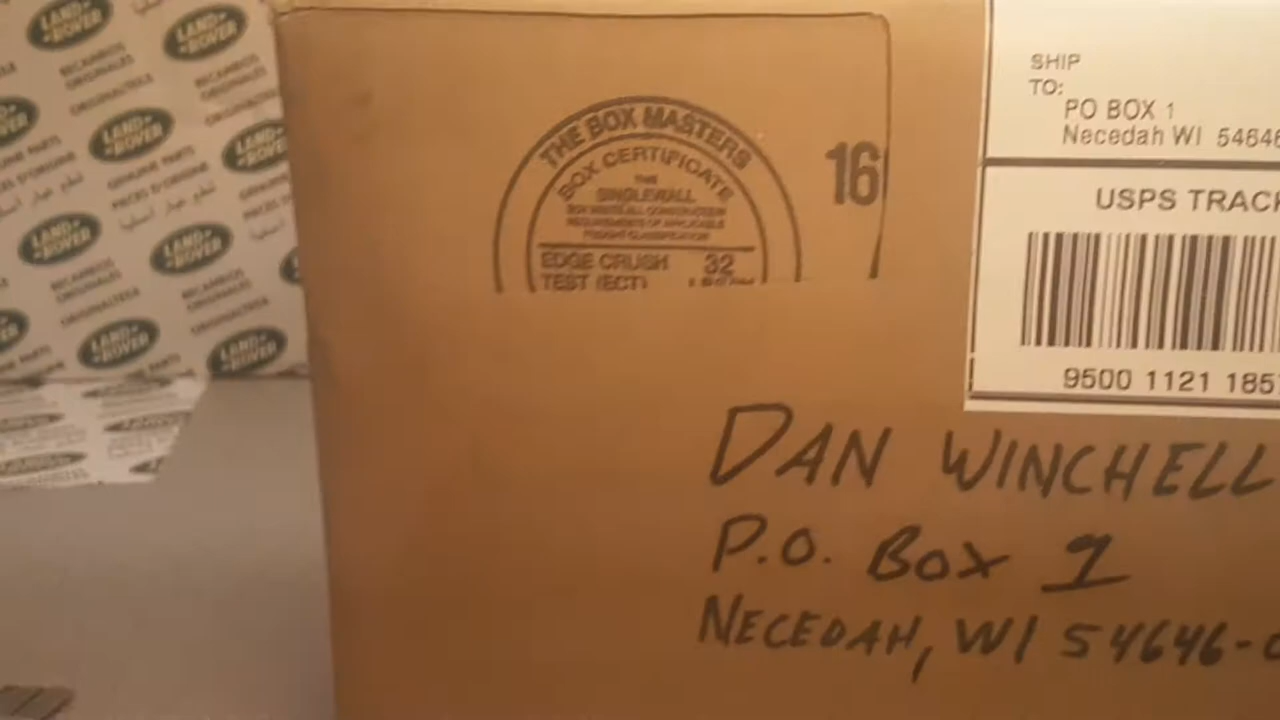 LAND ROVER
RECAMBIOS ORIGINALES
GENUINE PARTS
PIECES D'ORIGINE
THE BOX MASTERS
BOX CERTIFICATE
THIS
SINGLEWALL
BOX MEETS ALL CONSTRUCTION
REQUIREMENTS OF APPLICABLE
FREIGHT CLASSIFICATION
EDGE CRUSH
TEST (ECT)
32
16
SHIP
TO:
PO BOX 1
Necedah WI 54646
USPS TRACK
9500 1121 185
DAN WINCHELL
P.O. Box 1
NECEDAH, WI 54646-